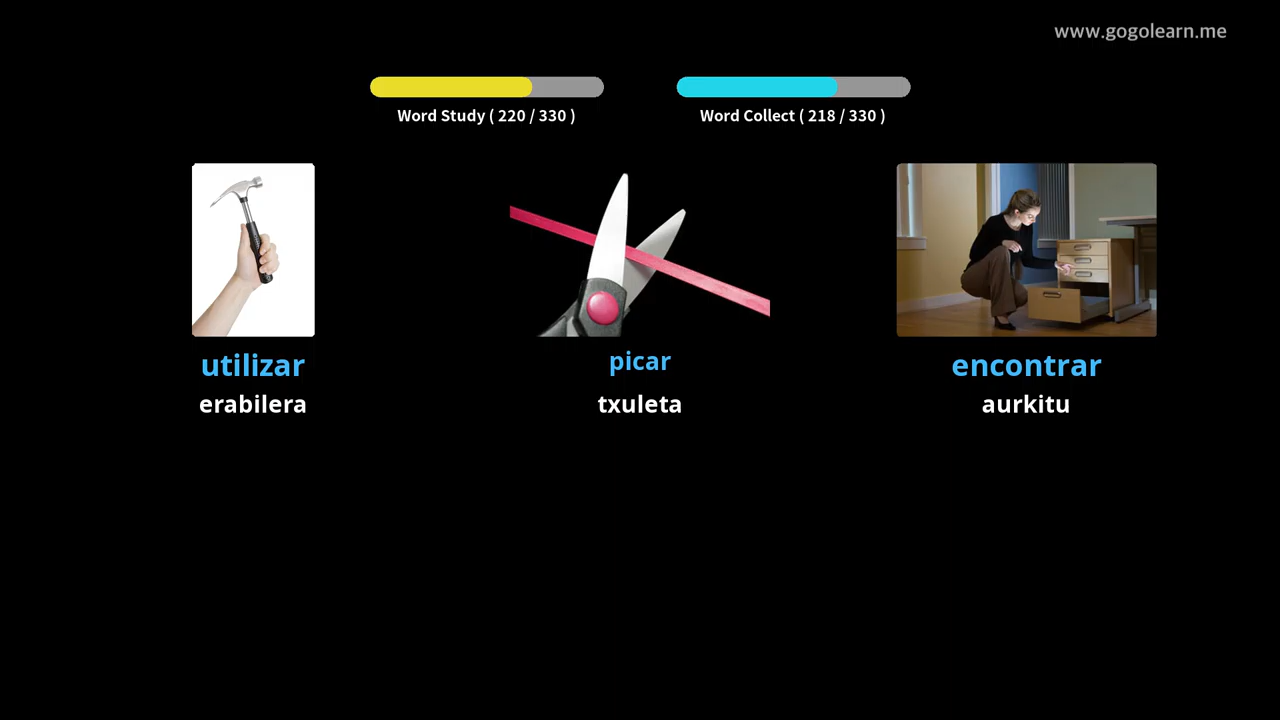 www.gogolearn.me
Word Study ( 220 / 330 )
Word Collect ( 218 / 330 )
utilizar
erabilera
picar
txuleta
encontrar
aurkitu